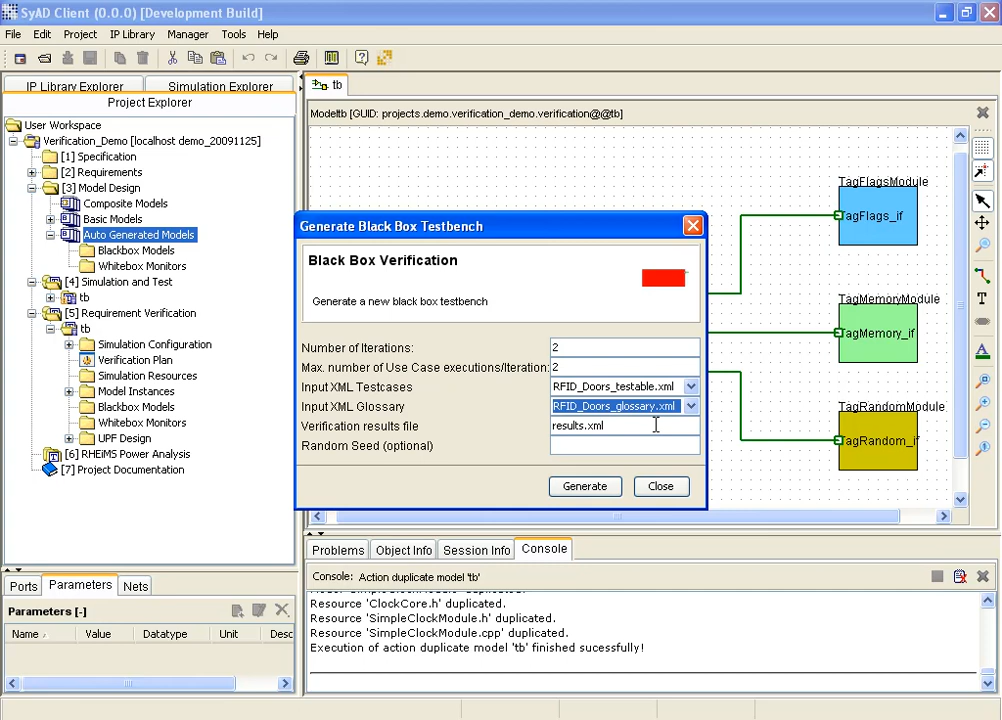 SyAD Client (0.0.0) [Development Build]
File Edit Project IP Library Manager Tools Help
IP Library Explorer Simulation Explorer
Project Explorer
User Workspace
Verification_Demo [localhost demo_20091125]
[1] Specification
[2] Requirements
[3] Model Design
Composite Models
Basic Models
Auto Generated Models
Blackbox Models
Whitebox Monitors
[4] Simulation and Test
tb
[5] Requirement Verification
tb
Simulation Configuration
Verification Plan
Simulation Resources
Model Instances
Blackbox Models
Whitebox Monitors
UPF Design
[6] RHEiMS Power Analysis
[7] Project Documentation
Ports Parameters Nets
Parameters [-]
Name Value Datatype Unit Desc
tb
Modeltb [GUID: projects.demo.verification_demo.verification@@tb]
TagFlagsModule
TagFlags_if
TagMemoryModule
TagMemory_if
TagRandomModule
TagRandom_if
T
A
Generate Black Box Testbench
Black Box Verification
Generate a new black box testbench
Number of Iterations: 2
Max. number of Use Case executions/Iteration: 2
Input XML Testcases RFID_Doors_testable.xml
Input XML Glossary RFID_Doors_glossary.xml
Verification results file results.xml
Random Seed (optional)
Generate Close
Problems Object Info Session Info Console
Console: Action duplicate model 'tb'
Resource 'ClockCore.h' duplicated.
Resource 'SimpleClockModule.h' duplicated.
Resource 'SimpleClockModule.cpp' duplicated.
Execution of action duplicate model 'tb' finished sucessfully!